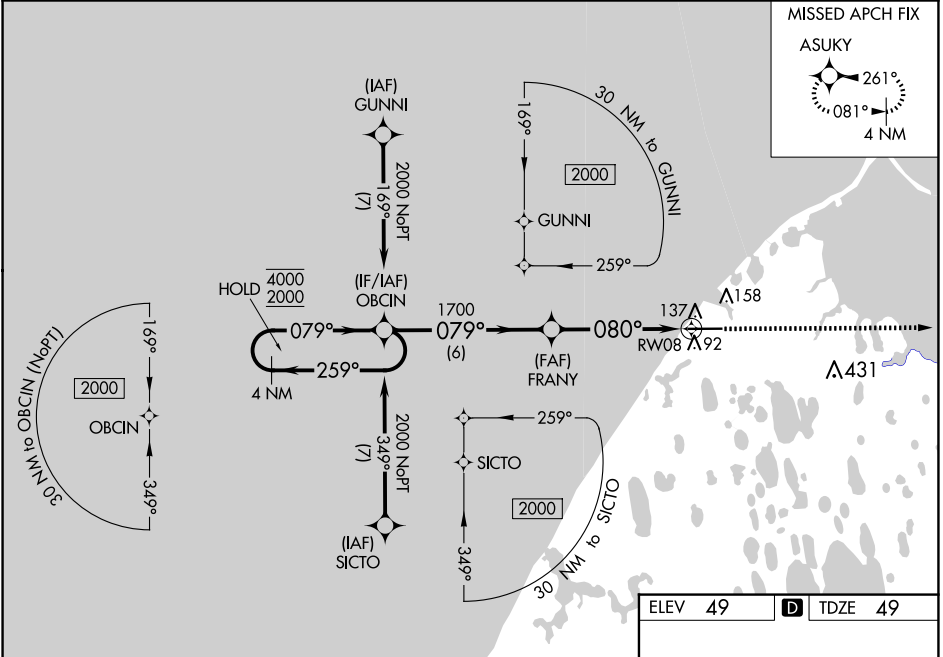 MISSED APCH FIX
ASUKY
261°
081°
4 NM
(IAF)
GUNNI
2000 NoPT
169°
(7)
30 NM to GUNNI
169°
2000
GUNNI
259°
HOLD
4000
2000
(IF/IAF)
OBCIN
079°
259°
4 NM
1700
079°
(6)
(FAF)
FRANY
080°
RW08
137
158
92
431
30 NM to OBCIN (NoPT)
169°
2000
OBCIN
349°
2000 NoPT
349°
(7)
(IAF)
SICTO
259°
SICTO
2000
349°
30 NM to SICTO
ELEV 49 D TDZE 49